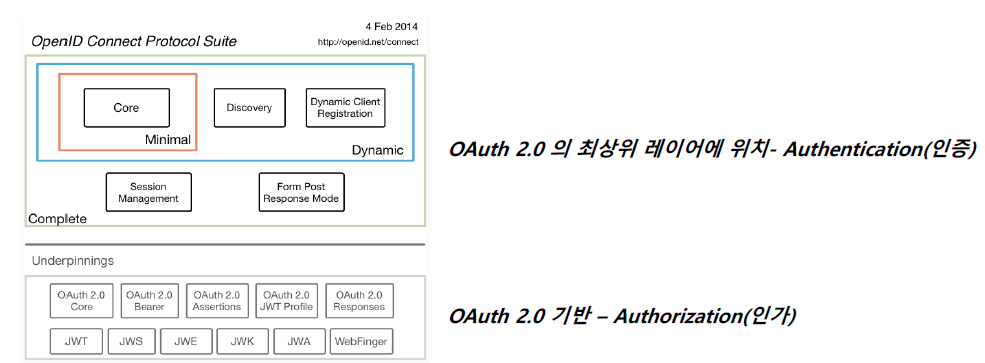 4 Feb 2014
OpenID Connect Protocol Suite
http://openid.net/connect
Core
Minimal
Discovery
Dynamic Client
Registration
Dynamic
Session
Management
Form Post
Response Mode
Complete
OAuth 2.0 의 최상위 레이어에 위치- Authentication(인증)
Underpinnings
OAuth 2.0
Core
OAuth 2.0
Bearer
OAuth 2.0
Assertions
OAuth 2.0
JWT Profile
OAuth 2.0
Responses
JWT
JWS
JWE
JWK
JWA
WebFinger
OAuth 2.0 기반 – Authorization(인가)